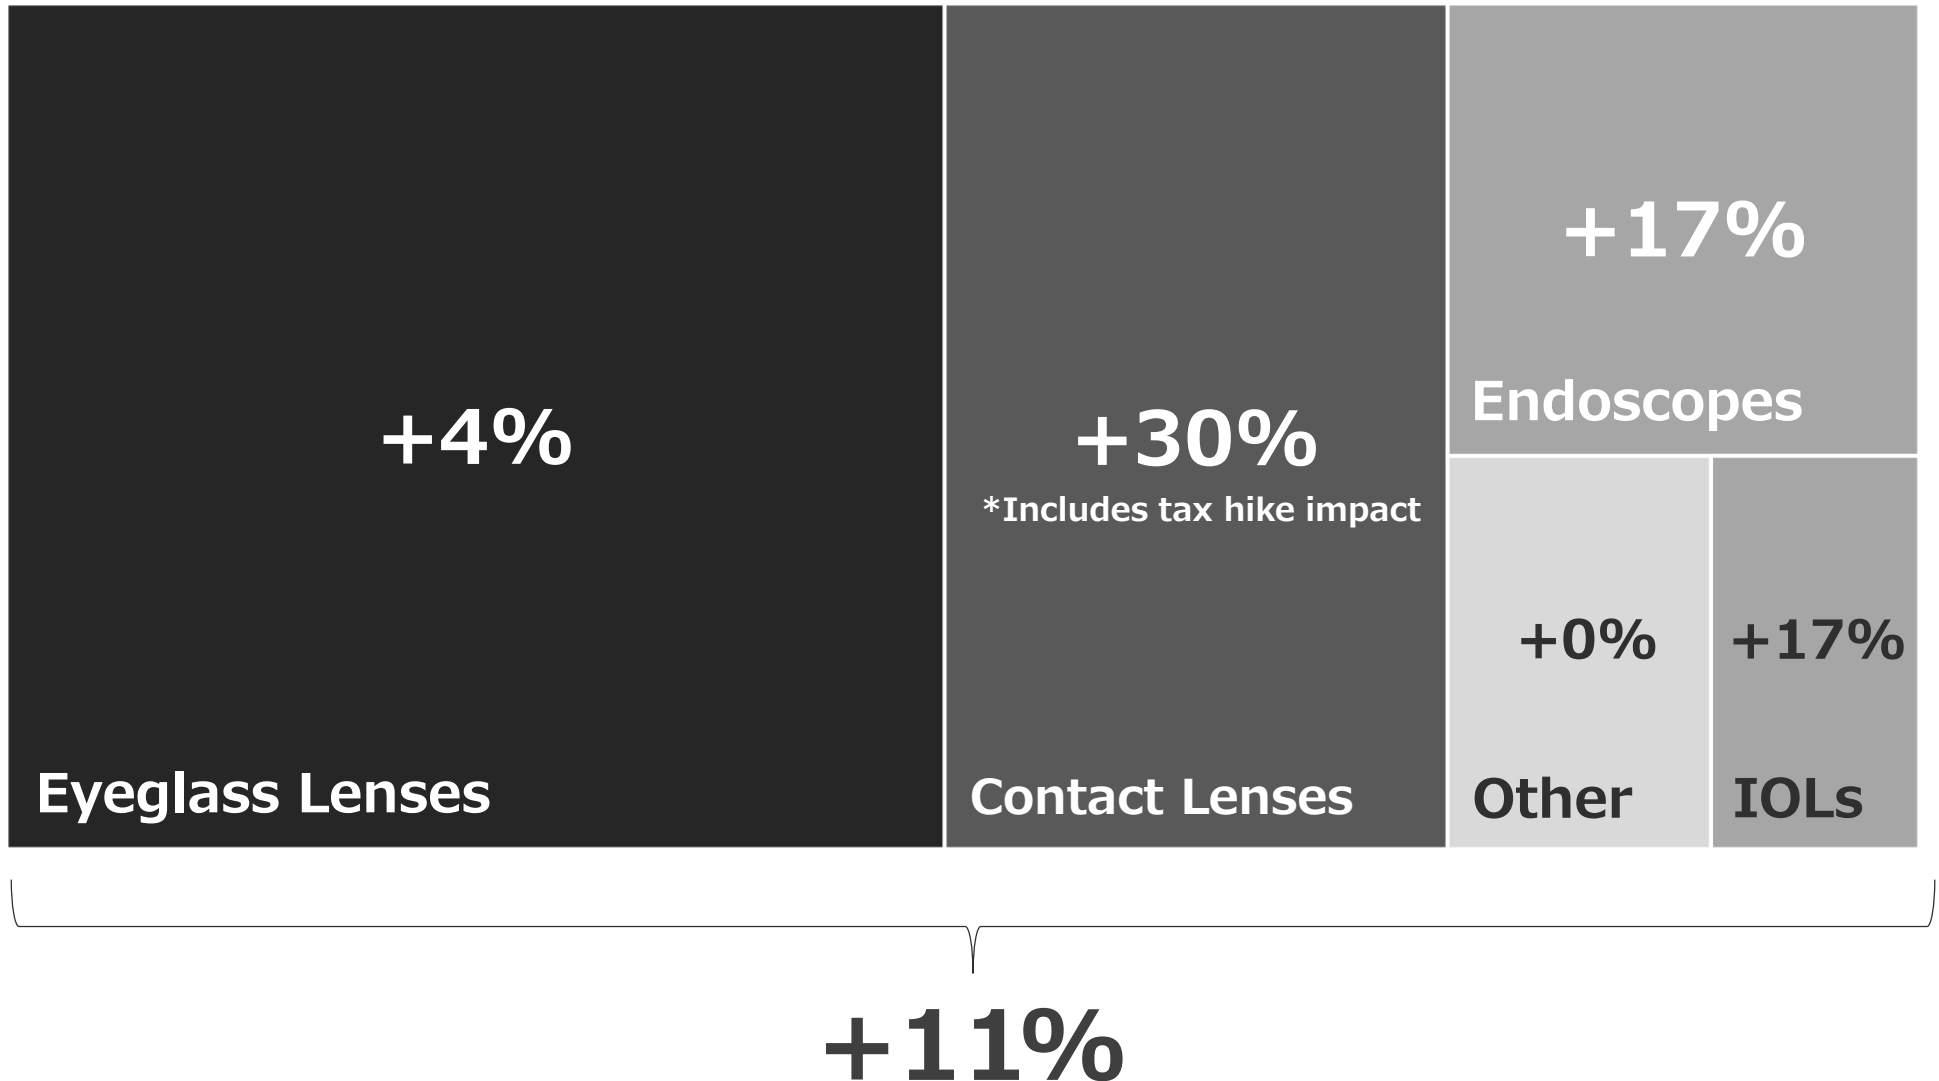 +4%
Eyeglass Lenses
+30%
*Includes tax hike impact
Contact Lenses
+17%
Endoscopes
+0%
Other
+17%
IOLs
+11%